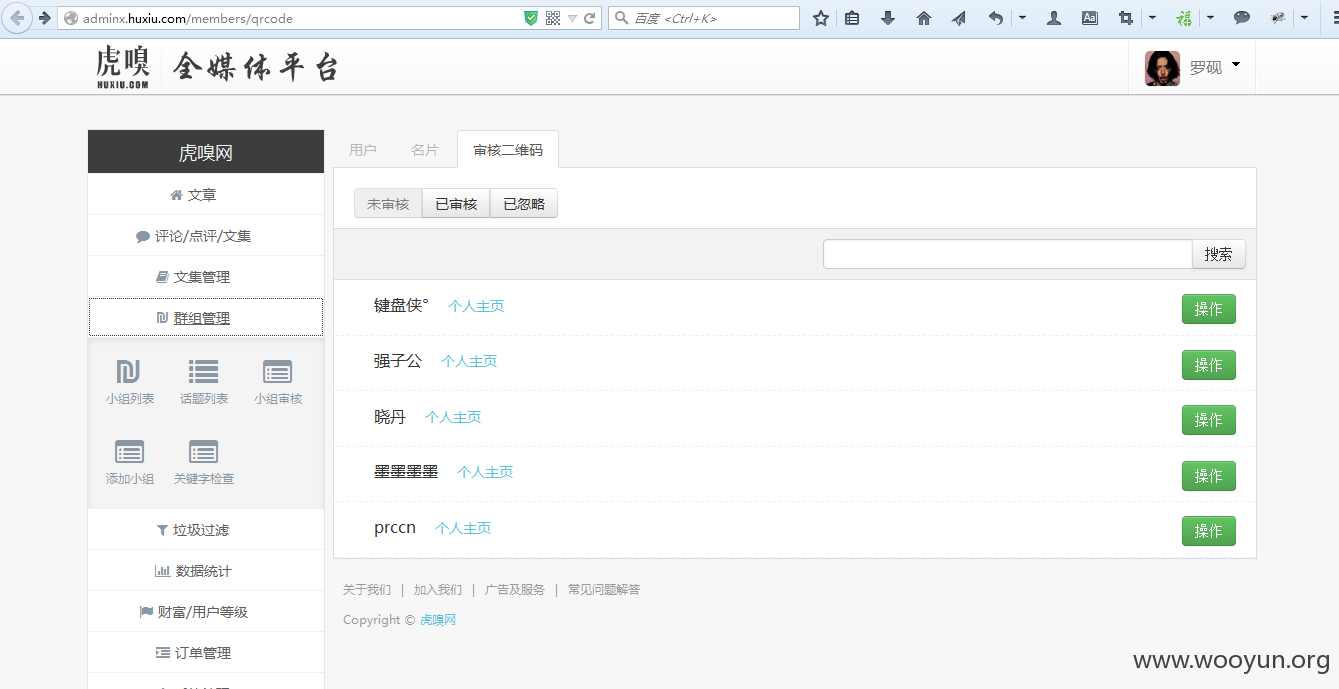 adminx.huxiu.com/members/qrcode
百度 <Ctrl+K>
虎嗅 全媒体平台
HUXIU.COM
罗砚
虎嗅网
用户 名片 审核二维码
文章
未审核 已审核 已忽略
评论/点评/文集
搜索
文集管理
群组管理
键盘侠° 个人主页 操作
强子公 个人主页 操作
小组列表 话题列表 小组审核
晓丹 个人主页 操作
添加小组 关键字检查
墨墨墨墨 个人主页 操作
prccn 个人主页 操作
垃圾过滤
数据统计
财富/用户等级
订单管理
关于我们 | 加入我们 | 广告及服务 | 常见问题解答
Copyright © 虎嗅网
www.wooyun.org